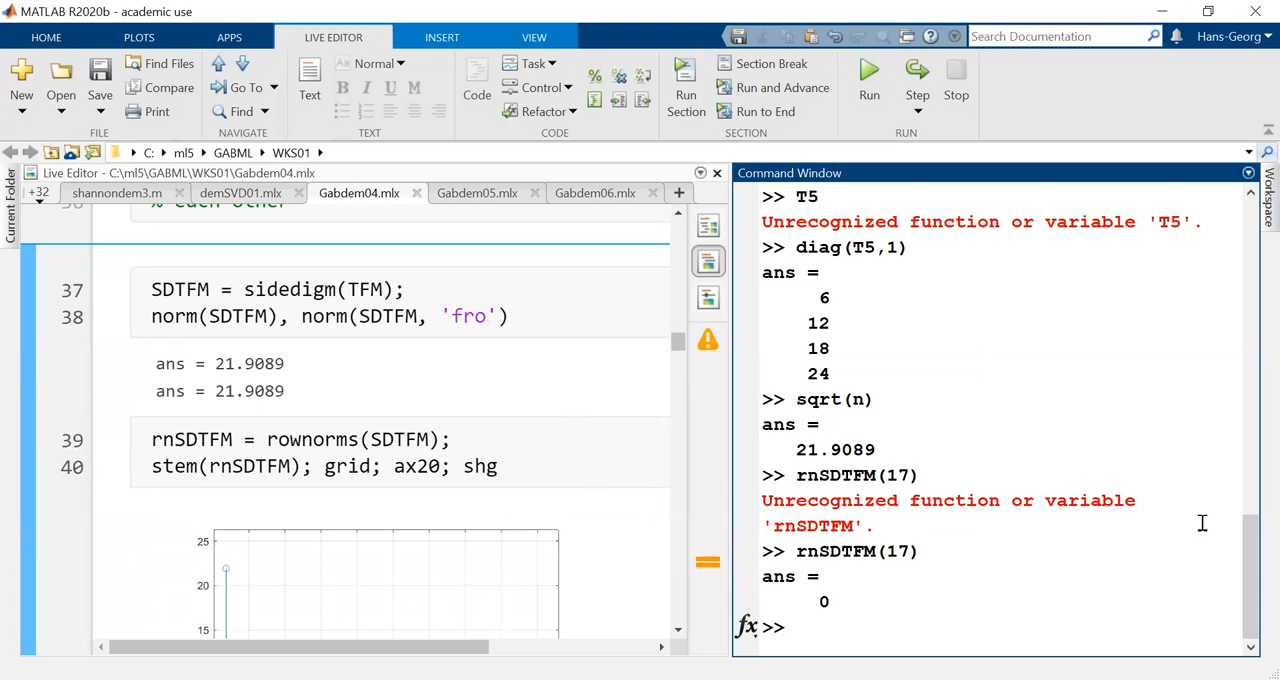 MATLAB R2020b - academic use
HOME PLOTS APPS LIVE EDITOR INSERT VIEW Search Documentation Hans-Georg
New Open Save Find Files Compare Print
FILE
Go To Find
NAVIGATE
Text Aa Normal B I U M
TEXT
Code Task Control Refactor
CODE
Run Section Section Break Run and Advance Run to End
SECTION
Run Step Stop
RUN
C: ml5 GABML WKS01
Current Folder
Live Editor - C:\ml5\GABML\WKS01\Gabdem04.mlx
+32 shannondem3.m demSVD01.mlx Gabdem04.mlx Gabdem05.mlx Gabdem06.mlx
% each other
37 SDTFM = sidedigm(TFM);
38 norm(SDTFM), norm(SDTFM, 'fro')
ans = 21.9089
ans = 21.9089
39 rnSDTFM = rownorms(SDTFM);
40 stem(rnSDTFM); grid; ax20; shg
25
20
15
Command Window
>> T5
Unrecognized function or variable 'T5'.
>> diag(T5,1)
ans =
6
12
18
24
>> sqrt(n)
ans =
21.9089
>> rnSDTFM(17)
Unrecognized function or variable
'rnSDTFM'.
>> rnSDTFM(17)
ans =
0
fx >>
Workspace